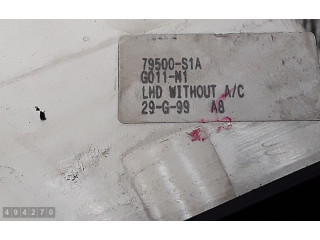 79500-S1A
G011-M1
LHD WITHOUT A/C
29-G-99 A8
494270